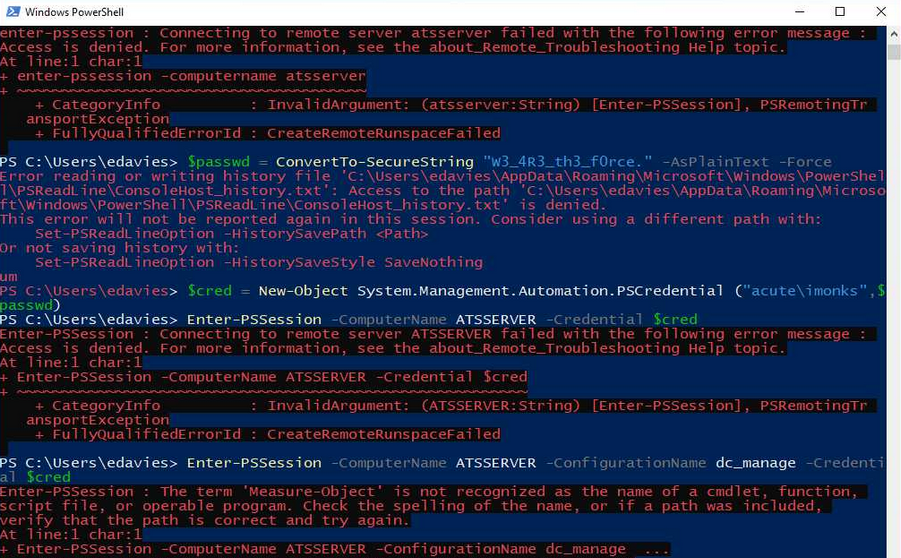 Windows PowerShell
enter-pssession : Connecting to remote server atsserver failed with the following error message :
Access is denied. For more information, see the about_Remote_Troubleshooting Help topic.
At line:1 char:1
+ enter-pssession -computername atsserver
+ ~~~~~~~~~~~~~~~~~~~~~~~~~~~~~~~~~~~~~~~
+ CategoryInfo          : InvalidArgument: (atsserver:String) [Enter-PSSession], PSRemotingTr
ansportException
+ FullyQualifiedErrorId : CreateRemoteRunspaceFailed
PS C:\Users\edavies> $passwd = ConvertTo-SecureString "W3_4R3_th3_f0rce." -AsPlainText -Force
Error reading or writing history file 'C:\Users\edavies\AppData\Roaming\Microsoft\Windows\PowerShel
l\PSReadLine\ConsoleHost_history.txt': Access to the path 'C:\Users\edavies\AppData\Roaming\Microso
ft\Windows\PowerShell\PSReadLine\ConsoleHost_history.txt' is denied.
This error will not be reported again in this session. Consider using a different path with:
Set-PSReadLineOption -HistorySavePath <Path>
Or not saving history with:
Set-PSReadLineOption -HistorySaveStyle SaveNothing
um
PS C:\Users\edavies> $cred = New-Object System.Management.Automation.PSCredential ("acute\imonks",$
passwd)
PS C:\Users\edavies> Enter-PSSession -ComputerName ATSSERVER -Credential $cred
Enter-PSSession : Connecting to remote server ATSSERVER failed with the following error message :
Access is denied. For more information, see the about_Remote_Troubleshooting Help topic.
At line:1 char:1
+ Enter-PSSession -ComputerName ATSSERVER -Credential $cred
+ ~~~~~~~~~~~~~~~~~~~~~~~~~~~~~~~~~~~~~~~~~~~~~~~~~~~~~~~~~
+ CategoryInfo          : InvalidArgument: (ATSSERVER:String) [Enter-PSSession], PSRemotingTr
ansportException
+ FullyQualifiedErrorId : CreateRemoteRunspaceFailed
PS C:\Users\edavies> Enter-PSSession -ComputerName ATSSERVER -ConfigurationName dc_manage -Credenti
al $cred
Enter-PSSession : The term 'Measure-Object' is not recognized as the name of a cmdlet, function,
script file, or operable program. Check the spelling of the name, or if a path was included,
verify that the path is correct and try again.
At line:1 char:1
+ Enter-PSSession -ComputerName ATSSERVER -ConfigurationName dc_manage  ...